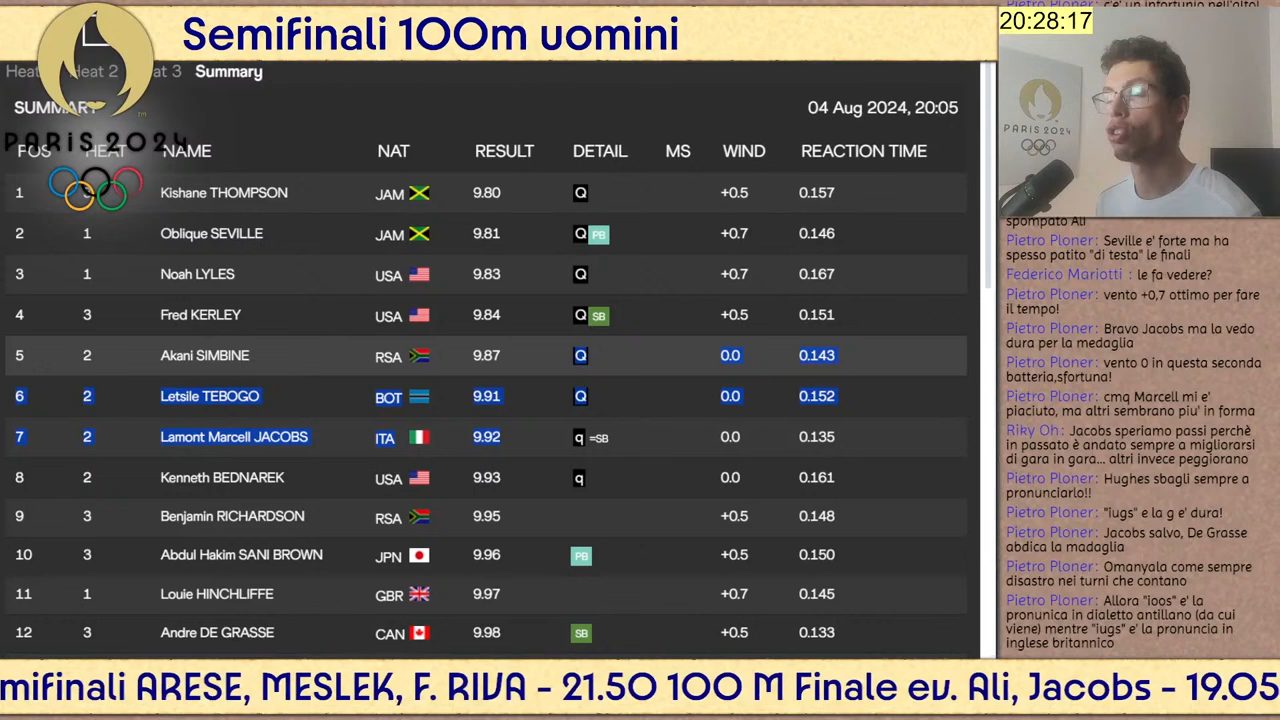 Semifinali 100m uomini
20:28:17
Heat 2 Heat 3 Summary
SUMMARY 04 Aug 2024, 20:05
PARIS 2024
POS HEAT NAME NAT RESULT DETAIL MS WIND REACTION TIME
1 Kishane THOMPSON JAM 9.80 Q +0.5 0.157
2 1 Oblique SEVILLE JAM 9.81 Q PB +0.7 0.146
3 1 Noah LYLES USA 9.83 Q +0.7 0.167
4 3 Fred KERLEY USA 9.84 Q SB +0.5 0.151
5 2 Akani SIMBINE RSA 9.87 Q 0.0 0.143
6 2 Letsile TEBOGO BOT 9.91 Q 0.0 0.152
7 2 Lamont Marcell JACOBS ITA 9.92 q =SB 0.0 0.135
8 2 Kenneth BEDNAREK USA 9.93 q 0.0 0.161
9 3 Benjamin RICHARDSON RSA 9.95 +0.5 0.148
10 3 Abdul Hakim SANI BROWN JPN 9.96 PB +0.5 0.150
11 1 Louie HINCHLIFFE GBR 9.97 +0.7 0.145
12 3 Andre DE GRASSE CAN 9.98 SB +0.5 0.133
PARIS 2024
spompato Ali
Pietro Ploner: Seville e' forte ma ha
spesso patito "di testa" le finali
Federico Mariotti : le fa vedere?
Pietro Ploner: vento +0,7 ottimo per fare
il tempo!
Pietro Ploner: Bravo Jacobs ma la vedo
dura per la medaglia
Pietro Ploner: vento 0 in questa seconda
batteria,sfortuna!
Pietro Ploner: cmq Marcell mi e'
piaciuto, ma altri sembrano piu' in forma
Riky Oh: Jacobs speriamo passi perchè
in passato è andato sempre a migliorarsi
di gara in gara... altri invece peggiorano
Pietro Ploner: Hughes sbagli sempre a
pronunciarlo!!
Pietro Ploner: "iugs" e la g e' dura!
Pietro Ploner: Jacobs salvo, De Grasse
abdica la madaglia
Pietro Ploner: Omanyala come sempre
disastro nei turni che contano
Pietro Ploner: Allora "ioos" e' la
pronunica in dialetto antillano (da cui
viene) mentre "iugs" e' la pronuncia in
inglese britannico
mifinali ARESE, MESLEK, F. RIVA - 21.50 100 M Finale ev. Ali, Jacobs - 19.05